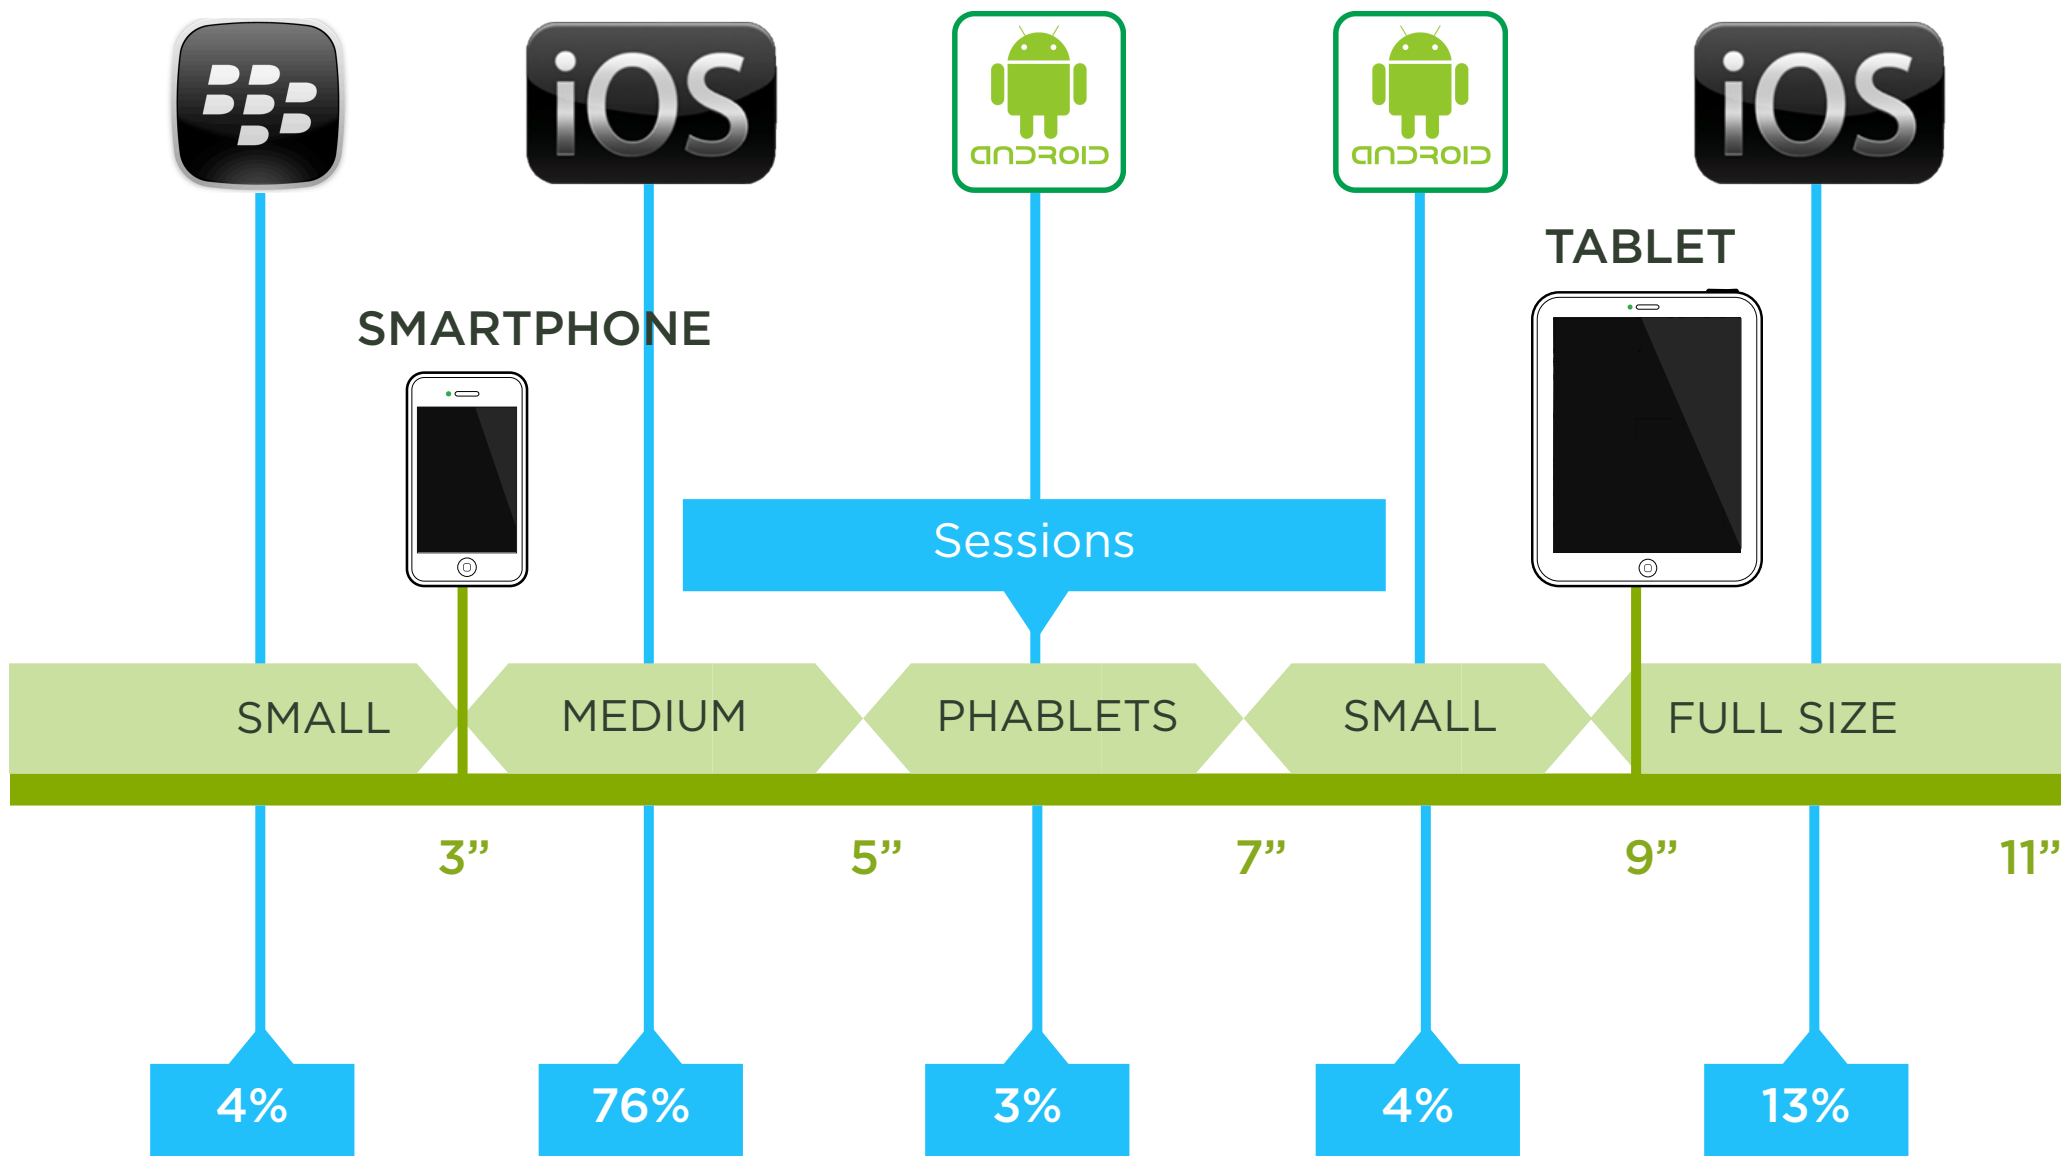 iOS
ANDROID
ANDROID
iOS
TABLET
SMARTPHONE
Sessions
SMALL
MEDIUM
PHABLETS
SMALL
FULL SIZE
3”
5”
7”
9”
11”
4%
76%
3%
4%
13%